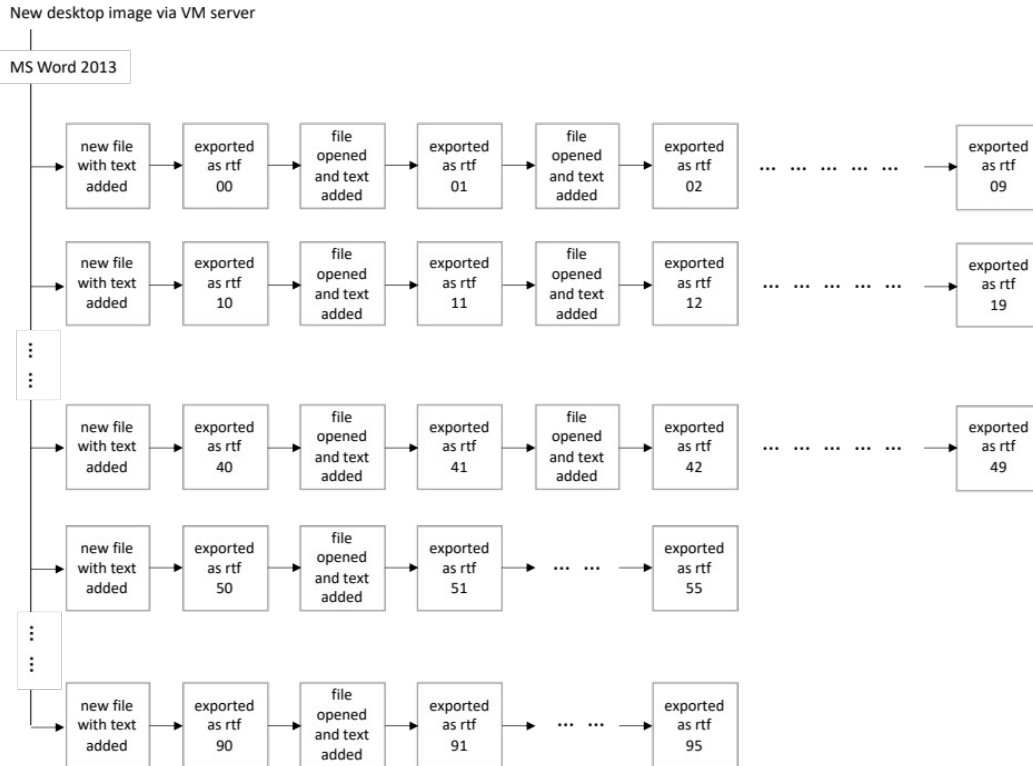 New desktop image via VM server
MS Word 2013
new file
with text
added
exported
as rtf
00
file
opened
and text
added
exported
as rtf
01
file
opened
and text
added
exported
as rtf
02
... ... ... ... ...
exported
as rtf
09
new file
with text
added
exported
as rtf
10
file
opened
and text
added
exported
as rtf
11
file
opened
and text
added
exported
as rtf
12
... ... ... ... ...
exported
as rtf
19
... ...
new file
with text
added
exported
as rtf
40
file
opened
and text
added
exported
as rtf
41
file
opened
and text
added
exported
as rtf
42
... ... ... ... ...
exported
as rtf
49
new file
with text
added
exported
as rtf
50
file
opened
and text
added
exported
as rtf
51
... ...
exported
as rtf
55
... ...
new file
with text
added
exported
as rtf
90
file
opened
and text
added
exported
as rtf
91
... ...
exported
as rtf
95